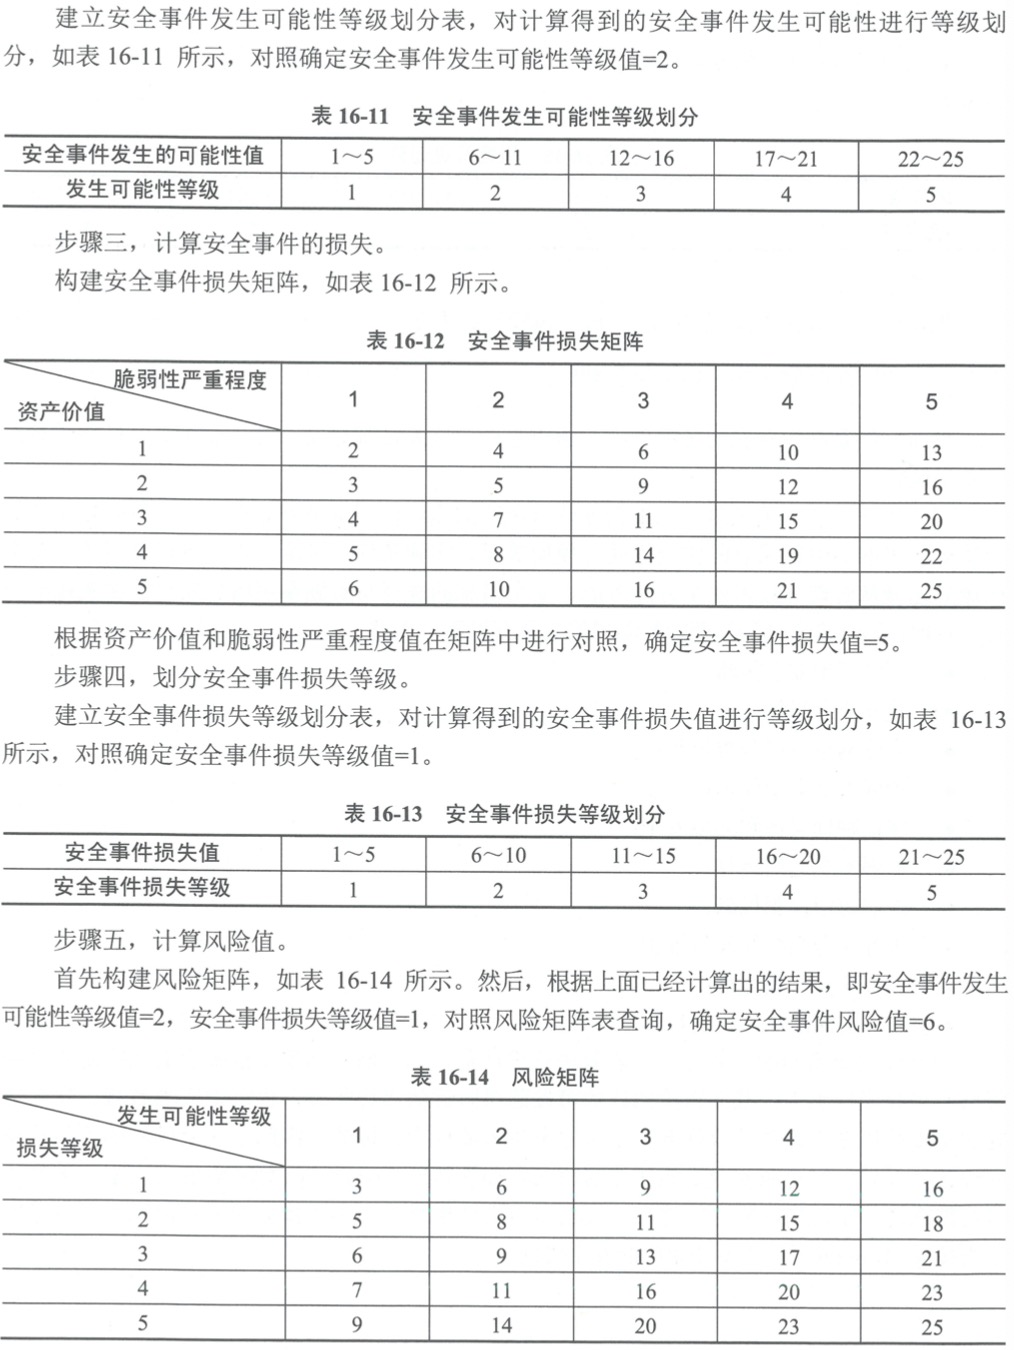 建立安全事件发生可能性等级划分表，对计算得到的安全事件发生可能性进行等级划
分，如表 16-11 所示，对照确定安全事件发生可能性等级值=2。
表 16-11 安全事件发生可能性等级划分
安全事件发生的可能性值 1～5 6～11 12～16 17～21 22～25
发生可能性等级 1 2 3 4 5
步骤三，计算安全事件的损失。
构建安全事件损失矩阵，如表 16-12 所示。
表 16-12 安全事件损失矩阵
脆弱性严重程度
资产价值 1 2 3 4 5
1 2 4 6 10 13
2 3 5 9 12 16
3 4 7 11 15 20
4 5 8 14 19 22
5 6 10 16 21 25
根据资产价值和脆弱性严重程度值在矩阵中进行对照，确定安全事件损失值=5。
步骤四，划分安全事件损失等级。
建立安全事件损失等级划分表，对计算得到的安全事件损失值进行等级划分，如表 16-13
所示，对照确定安全事件损失等级值=1。
表 16-13 安全事件损失等级划分
安全事件损失值 1～5 6～10 11～15 16～20 21～25
安全事件损失等级 1 2 3 4 5
步骤五，计算风险值。
首先构建风险矩阵，如表 16-14 所示。然后，根据上面已经计算出的结果，即安全事件发生
可能性等级值=2，安全事件损失等级值=1，对照风险矩阵表查询，确定安全事件风险值=6。
表 16-14 风险矩阵
发生可能性等级
损失等级 1 2 3 4 5
1 3 6 9 12 16
2 5 8 11 15 18
3 6 9 13 17 21
4 7 11 16 20 23
5 9 14 20 23 25